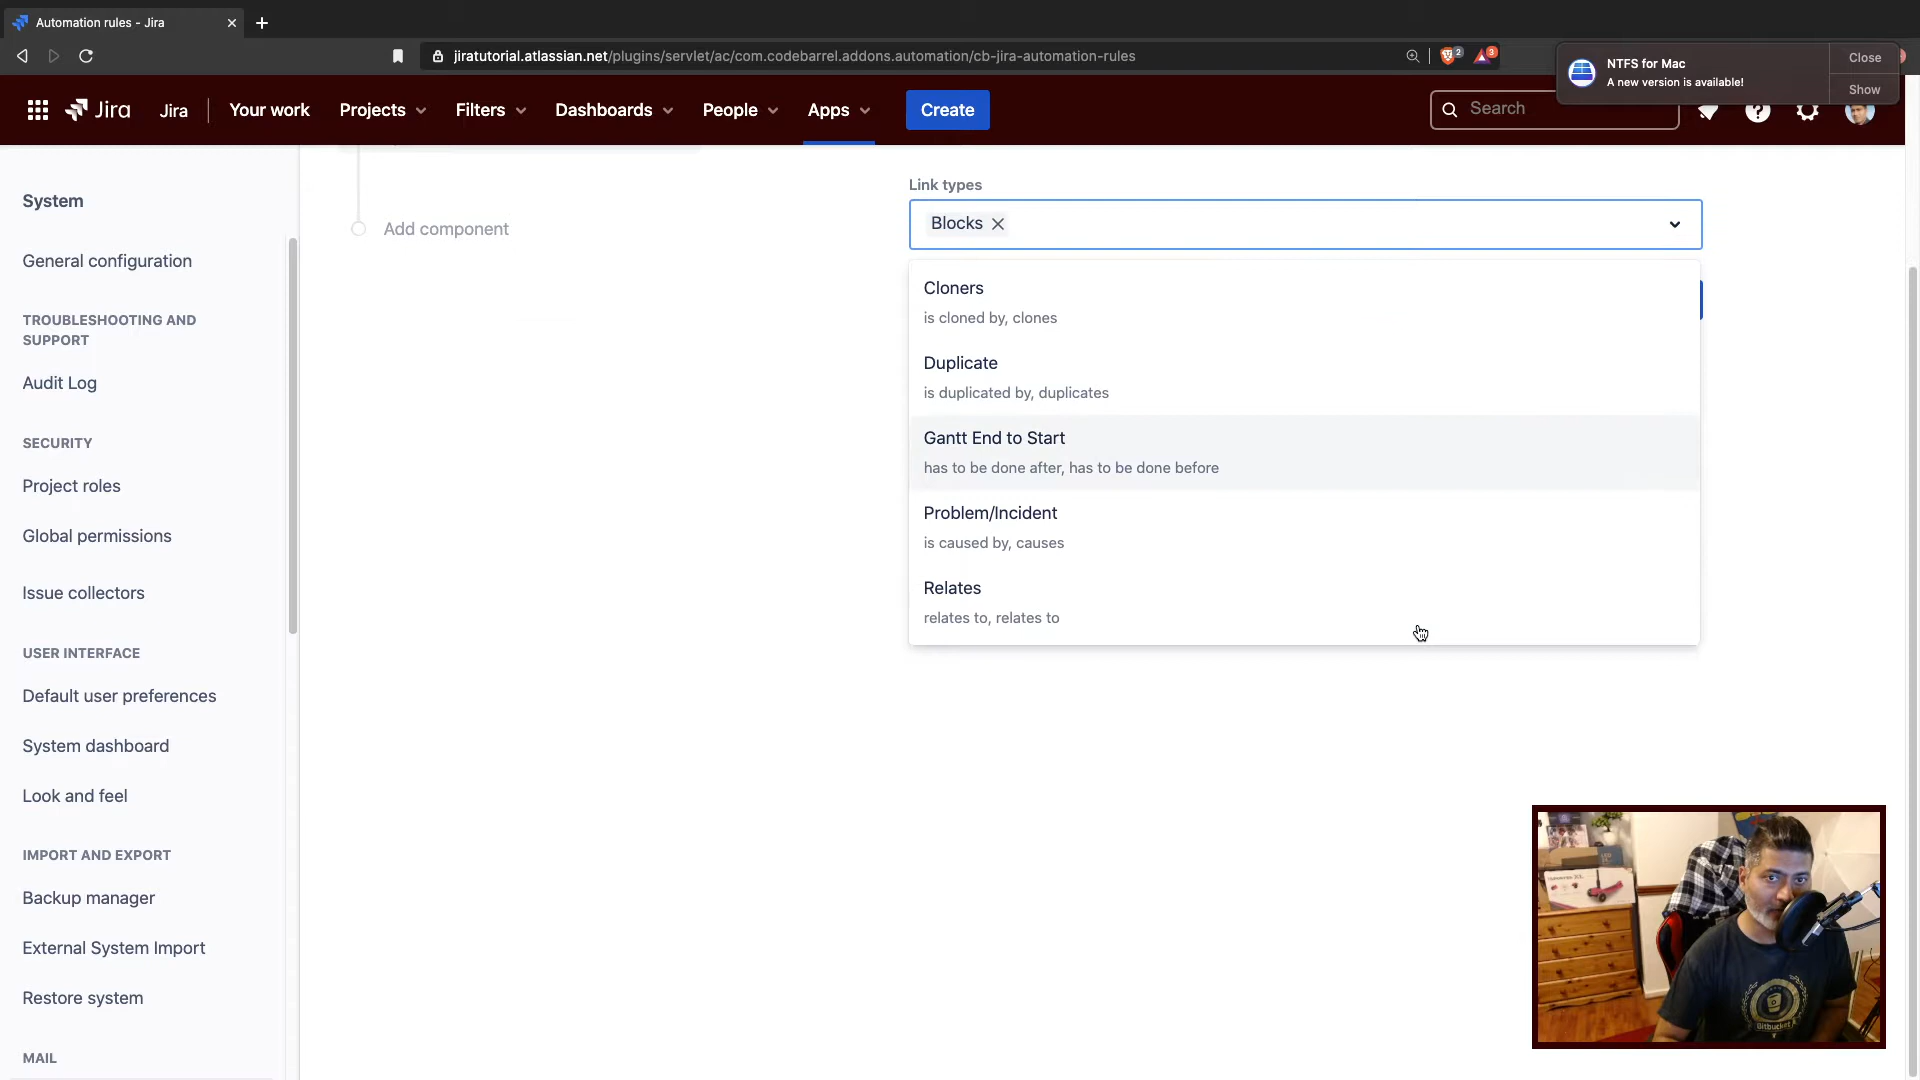 Automation rules - Jira
jiratutorial.atlassian.net/plugins/servlet/ac/com.codebarrel.addons.automation/cb-jira-automation-rules
2
3
NTFS for Mac
A new version is available!
Close
Show
Jira
Jira
Your work
Projects
Filters
Dashboards
People
Apps
Create
Search
System
General configuration
TROUBLESHOOTING AND
SUPPORT
Audit Log
SECURITY
Project roles
Global permissions
Issue collectors
USER INTERFACE
Default user preferences
System dashboard
Look and feel
IMPORT AND EXPORT
Backup manager
External System Import
Restore system
MAIL
Add component
Link types
Blocks
Cloners
is cloned by, clones
Duplicate
is duplicated by, duplicates
Gantt End to Start
has to be done after, has to be done before
Problem/Incident
is caused by, causes
Relates
relates to, relates to
Bitbucket